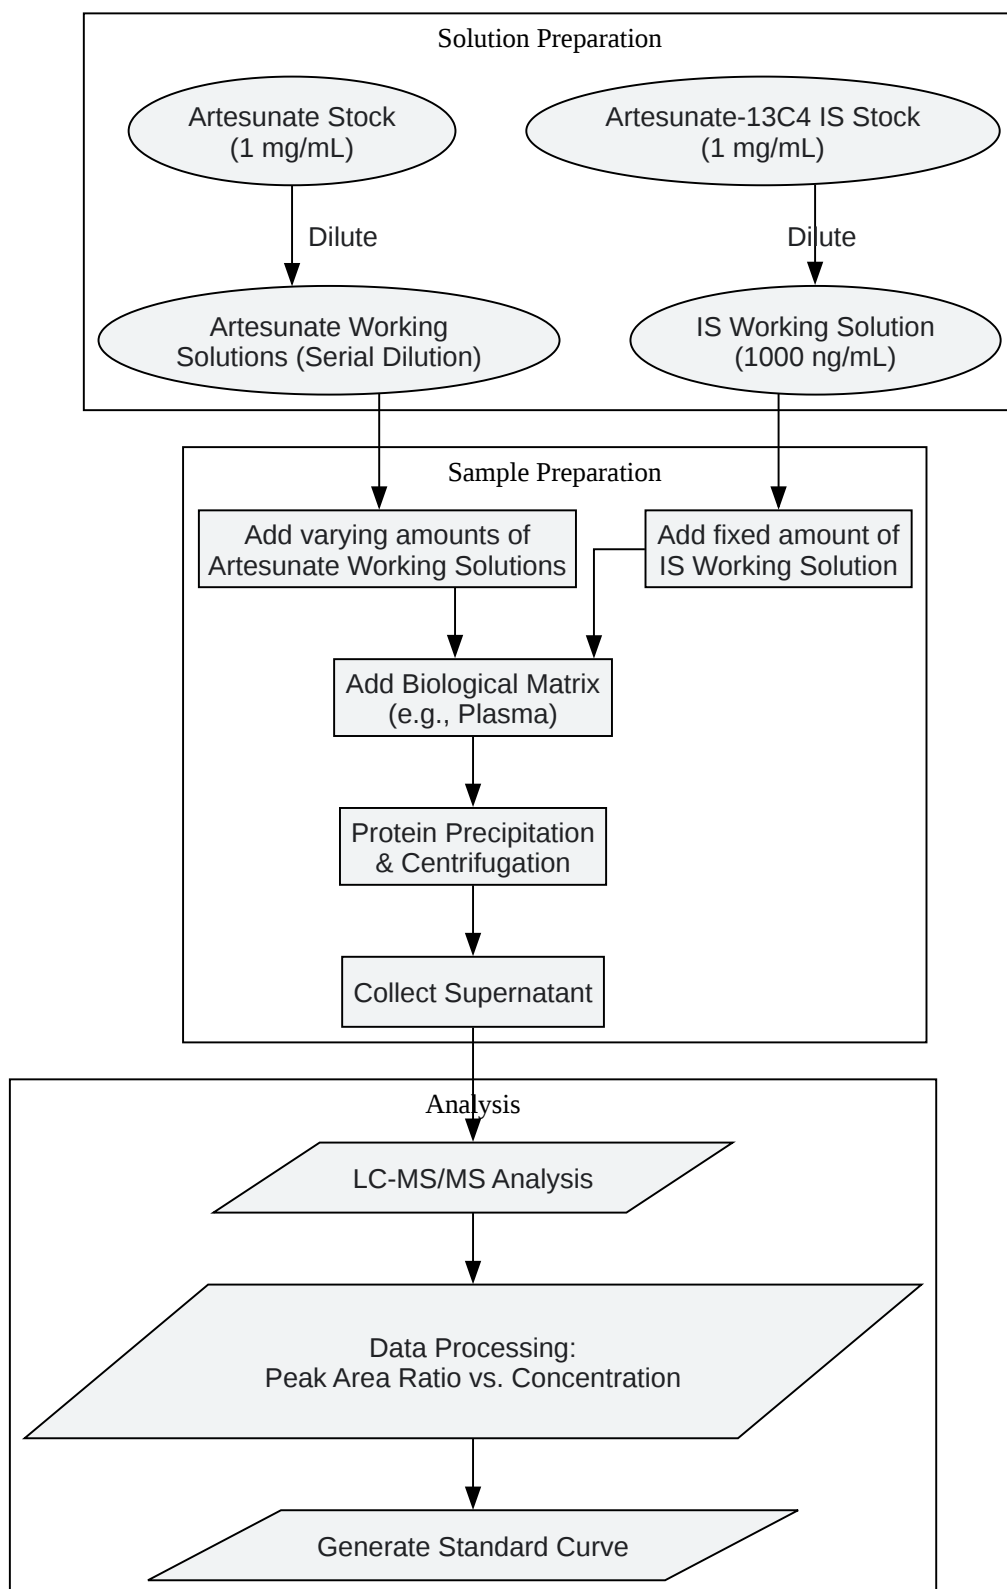 Solution Preparation
Artesunate Stock
(1 mg/mL)
Artesunate-13C4 IS Stock
(1 mg/mL)
Dilute
Dilute
Artesunate Working
Solutions (Serial Dilution)
IS Working Solution
(1000 ng/mL)
Sample Preparation
Add varying amounts of
Artesunate Working Solutions
Add fixed amount of
IS Working Solution
Add Biological Matrix
(e.g., Plasma)
Protein Precipitation
& Centrifugation
Collect Supernatant
Analysis
LC-MS/MS Analysis
Data Processing:
Peak Area Ratio vs. Concentration
Generate Standard Curve